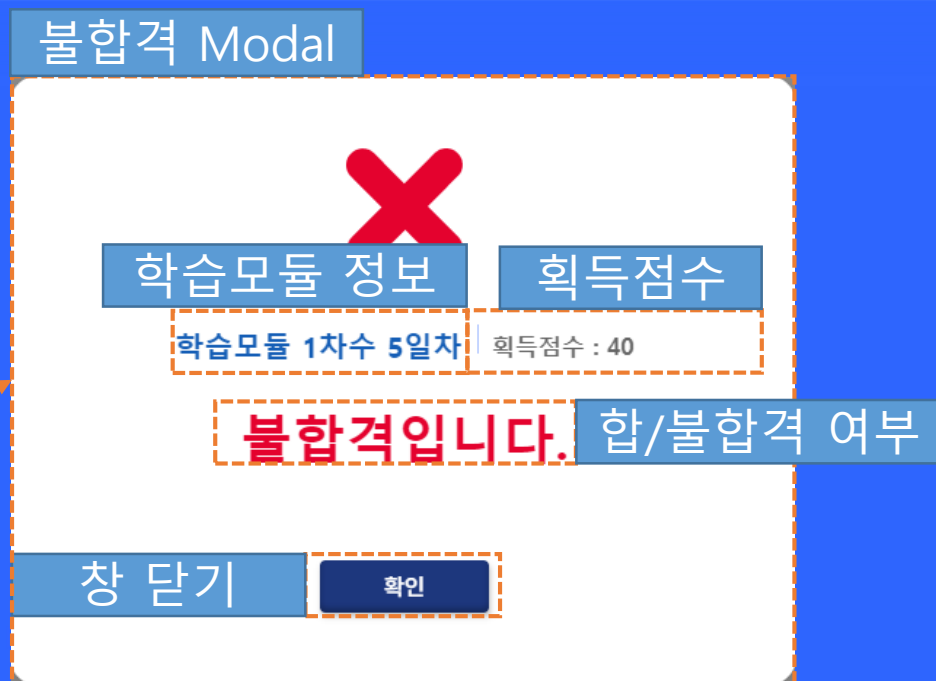 불합격 Modal
학습모듈 정보
획득점수
학습모듈 1차수 5일차
획득점수 : 40
불합격입니다.
합/불합격 여부
창 닫기
확인